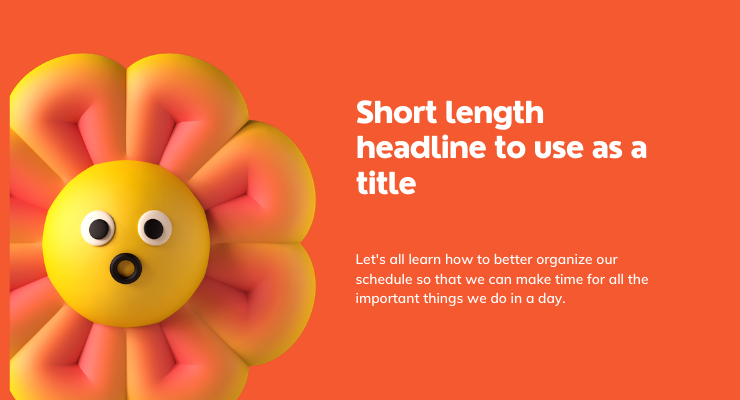 Short length
headline to use as a
title
Let's all learn how to better organize our
schedule so that we can make time for all the
important things we do in a day.